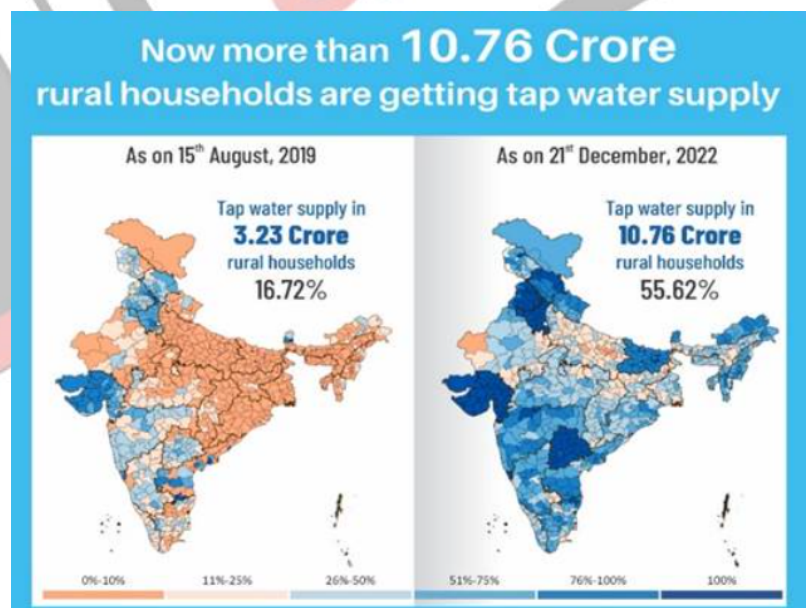 Now more than 10.76 Crore
rural households are getting tap water supply
As on 15th August, 2019
As on 21st December, 2022
Tap water supply in
3.23 Crore
rural households
16.72%
Tap water supply in
10.76 Crore
rural households
55.62%
0%-10% 11%-25% 26%-50% 51%-75% 76%-100% 100%